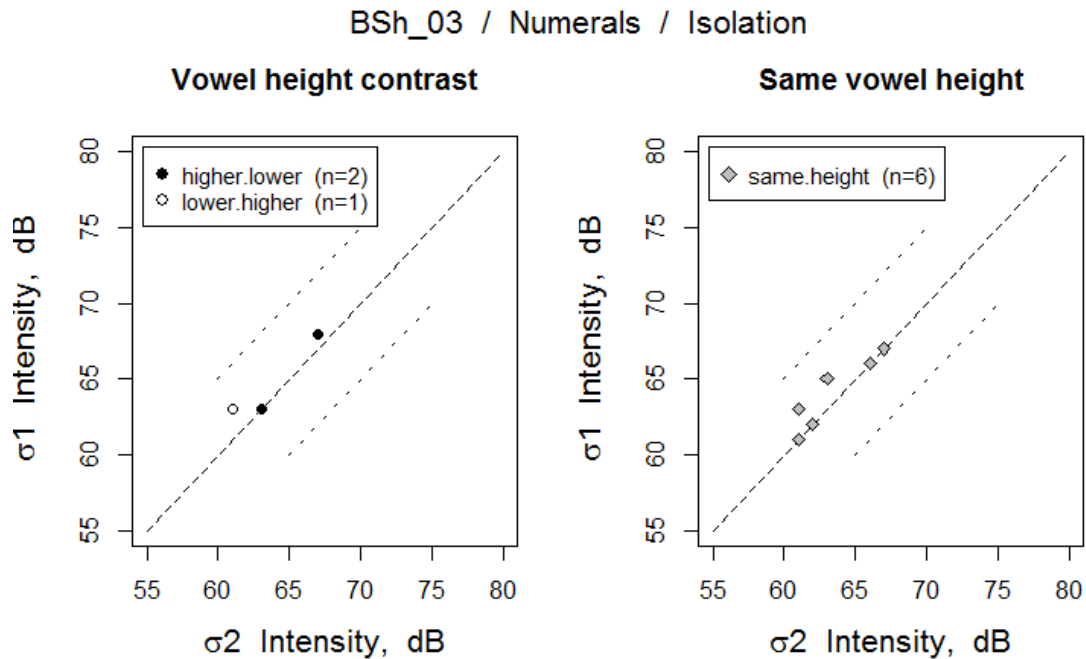 BSh_03 / Numerals / Isolation
Vowel height contrast
higher.lower (n=2)
lower.higher (n=1)
σ1 Intensity, dB
80
75
70
65
60
55
55 60 65 70 75 80
σ2 Intensity, dB
Same vowel height
same.height (n=6)
σ1 Intensity, dB
80
75
70
65
60
55
55 60 65 70 75 80
σ2 Intensity, dB